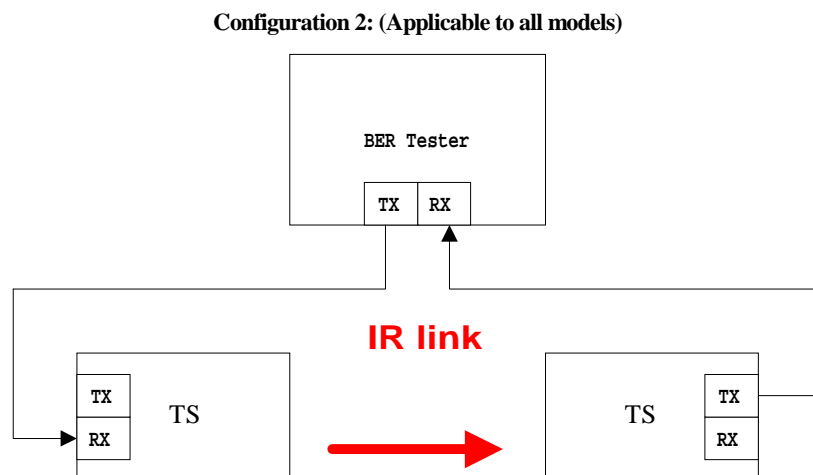 Configuration 2: (Applicable to all models)
BER Tester
TX RX
IR link
TX
TS
RX
TS
TX
RX